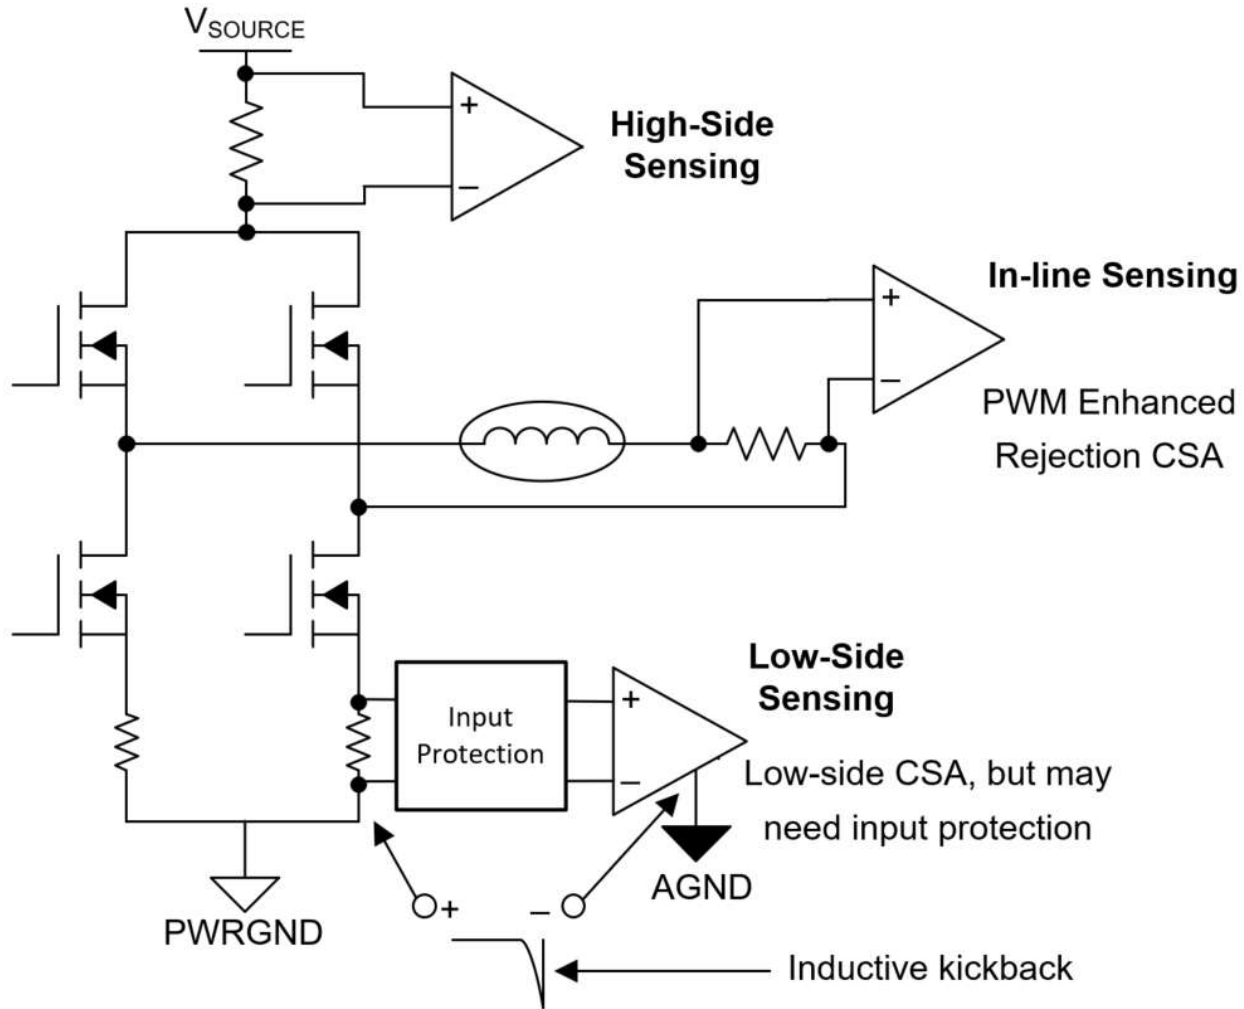 VSOURCE
+
−
High-Side
Sensing
In-line Sensing
+
−
PWM Enhanced
Rejection CSA
Low-Side
Sensing
Input
Protection
+
−
Low-side CSA, but may
need input protection
AGND
+
−
PWRGND
Inductive kickback